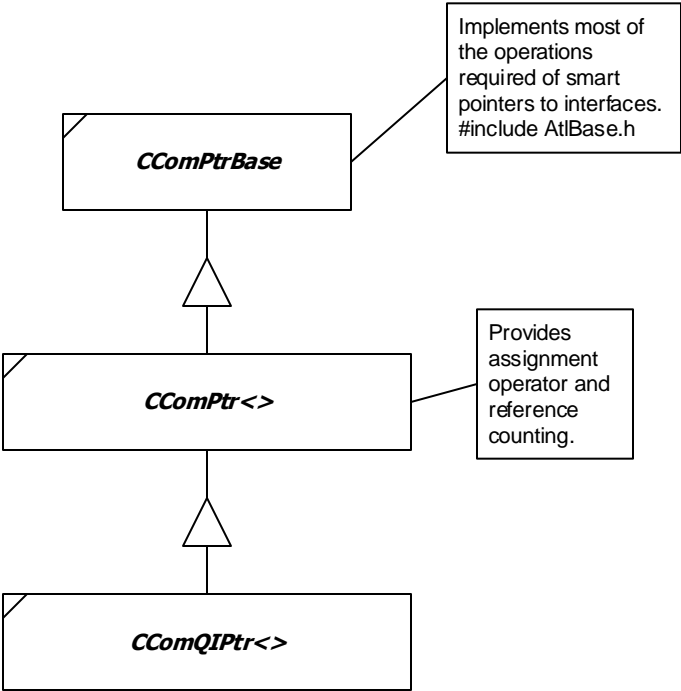 Implements most of
the operations
required of smart
pointers to interfaces.
#include AtlBase.h
CComPtrBase
Provides
assignment
operator and
reference
counting.
CComPtr<>
CComQIPtr<>